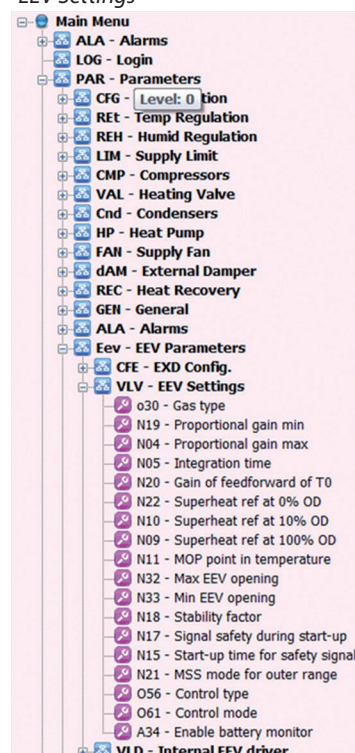 EEV Settings
Main Menu
ALA - Alarms
LOG - Login
PAR - Parameters
CFG - Level: 0 tion
REt - Temp Regulation
REH - Humid Regulation
LIM - Supply Limit
CMP - Compressors
VAL - Heating Valve
Cnd - Condensers
HP - Heat Pump
FAN - Supply Fan
dAM - External Damper
REC - Heat Recovery
GEN - General
ALA - Alarms
Eev - EEV Parameters
CFE - EXD Config.
VLV - EEV Settings
o30 - Gas type
N19 - Proportional gain min
N04 - Proportional gain max
N05 - Integration time
N20 - Gain of feedforward of T0
N22 - Superheat ref at 0% OD
N10 - Superheat ref at 10% OD
N09 - Superheat ref at 100% OD
N11 - MOP point in temperature
N32 - Max EEV opening
N33 - Min EEV opening
N18 - Stability factor
N17 - Signal safety during start-up
N15 - Start-up time for safety signal
N21 - MSS mode for outer range
O56 - Control type
O61 - Control mode
A34 - Enable battery monitor
VLD - Internal EEV driver